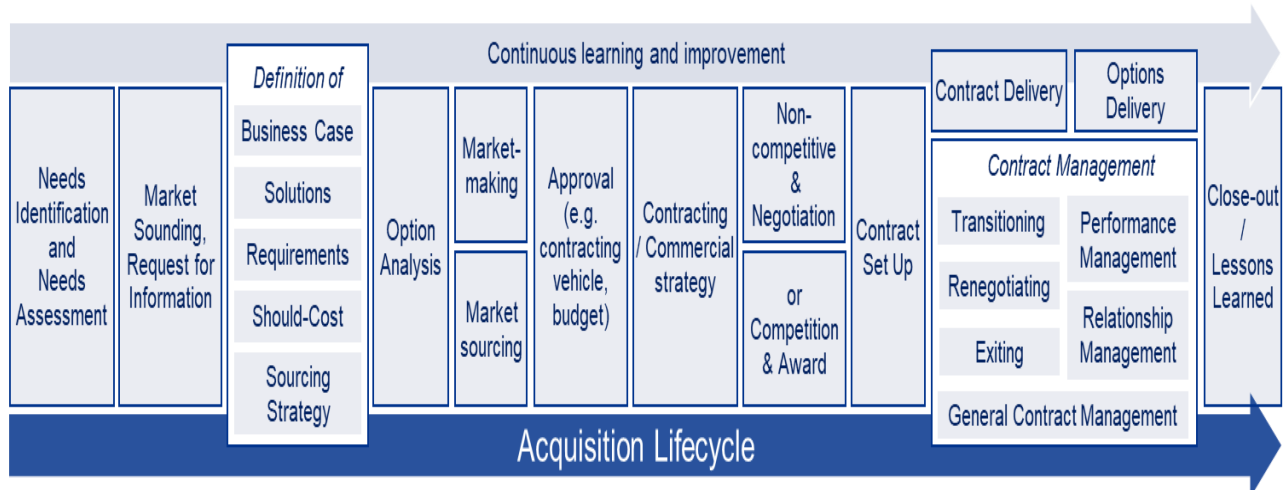 Continuous learning and improvement
Needs
Identification
and
Needs
Assessment
Market
Sounding,
Request for
Information
Definition of
Business Case
Solutions
Requirements
Should-Cost
Sourcing
Strategy
Option
Analysis
Market-
making
Market
sourcing
Approval
(e.g.
contracting
vehicle,
budget)
Contracting
/ Commercial
strategy
Non-
competitive
&
Negotiation
or
Competition
& Award
Contract
Set Up
Contract Delivery
Options
Delivery
Contract Management
Transitioning
Renegotiating
Exiting
Performance
Management
Relationship
Management
General Contract Management
Close-out
/
Lessons
Learned
Acquisition Lifecycle